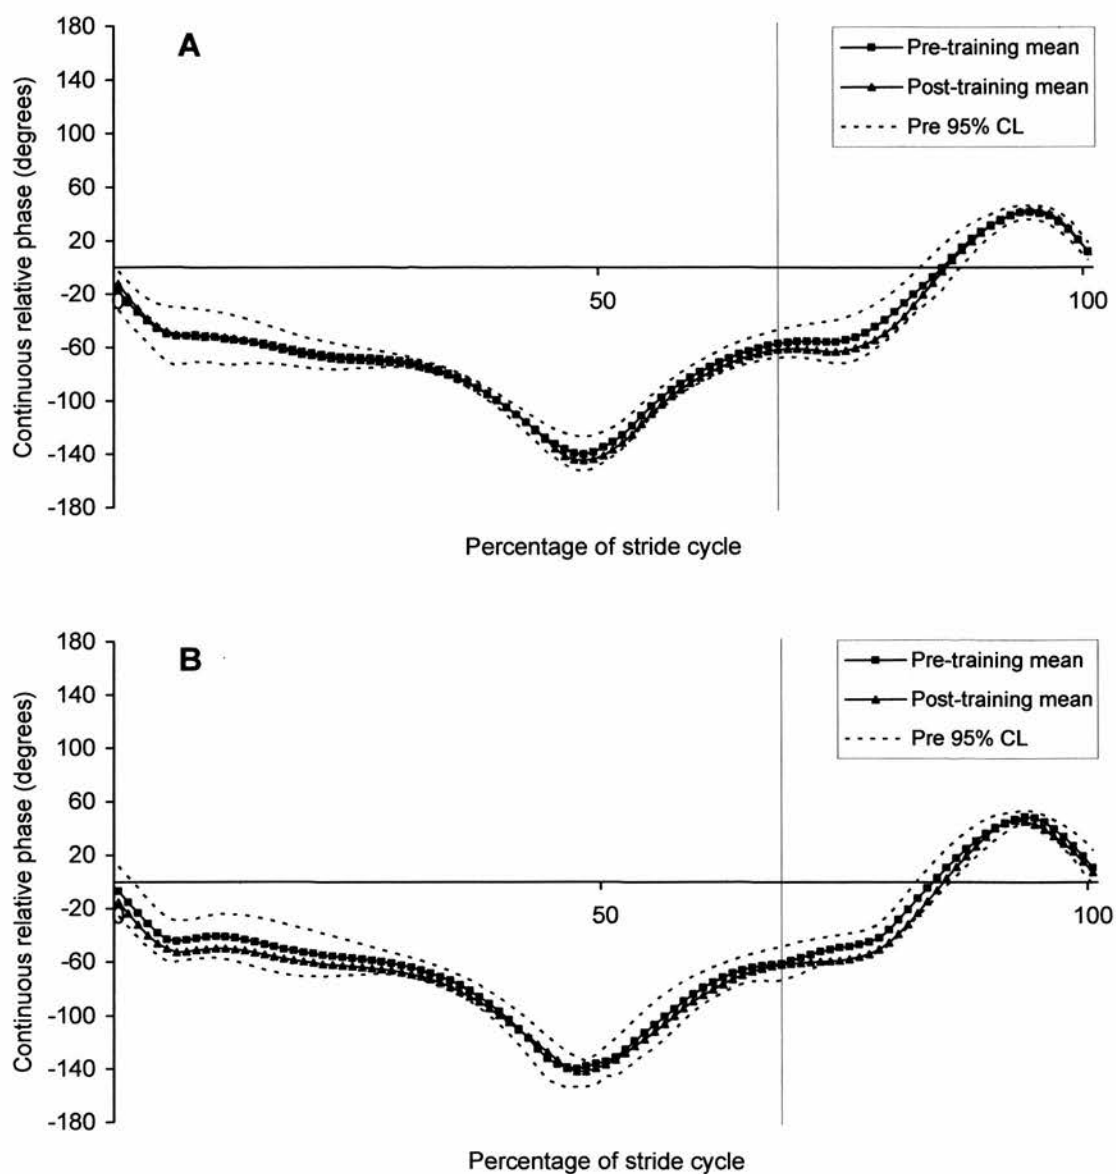 A
Pre-training mean
Post-training mean
Pre 95% CL
Continuous relative phase (degrees)
180
140
100
60
20
-20
-60
-100
-140
-180
0
50
100
Percentage of stride cycle
B
Pre-training mean
Post-training mean
Pre 95% CL
Continuous relative phase (degrees)
180
140
100
60
20
-20
-60
-100
-140
-180
0
50
100
Percentage of stride cycle